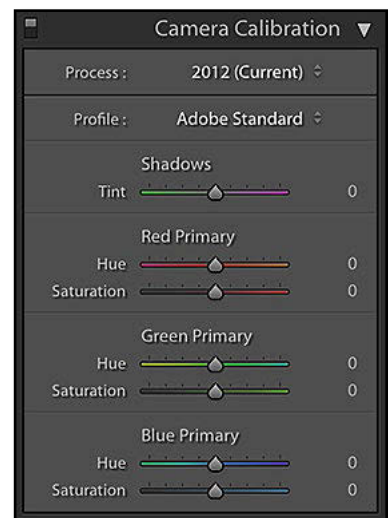 Camera Calibration
Process : 2012 (Current)
Profile : Adobe Standard
Shadows
Tint 0
Red Primary
Hue 0
Saturation 0
Green Primary
Hue 0
Saturation 0
Blue Primary
Hue 0
Saturation 0